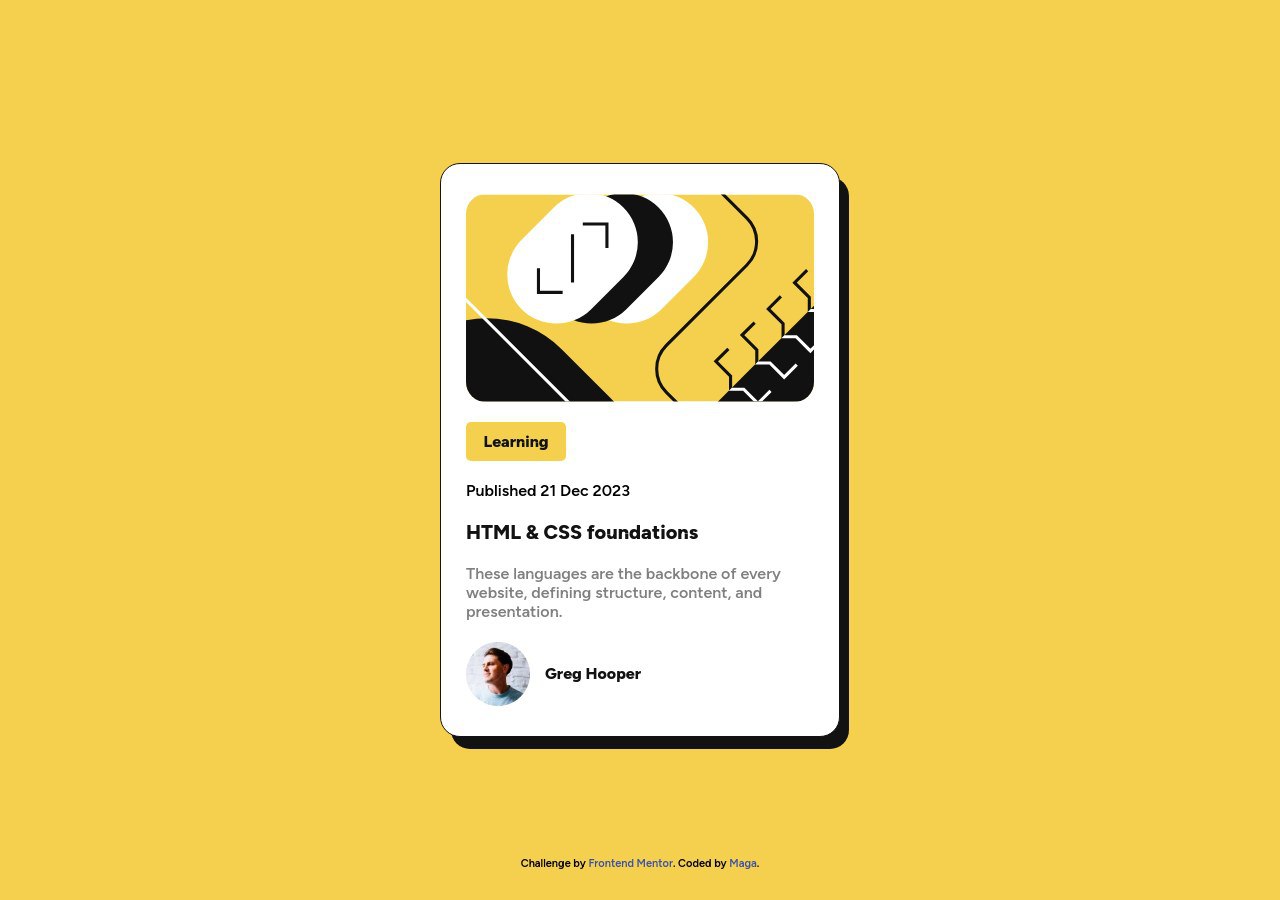 Learning
Published 21 Dec 2023
HTML & CSS foundations
These languages are the backbone of every
website, defining structure, content, and
presentation.
Greg Hooper
Challenge by Frontend Mentor. Coded by Maga.